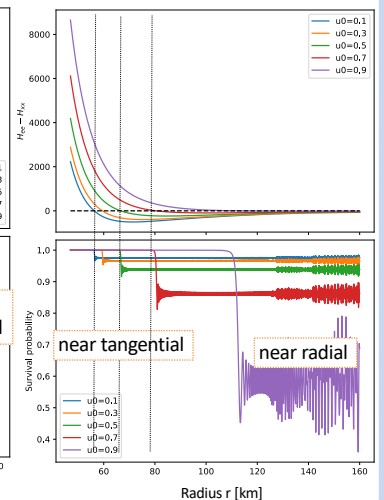 8000
6000
4000
2000
0
H_ee − H_xx
u0=0.1
u0=0.3
u0=0.5
u0=0.7
u0=0.9
1.0
0.9
0.8
0.7
0.6
0.5
0.4
Survival probability
near tangential
near radial
u0=0.1
u0=0.3
u0=0.5
u0=0.7
u0=0.9
60
80
100
120
140
160
Radius r [km]